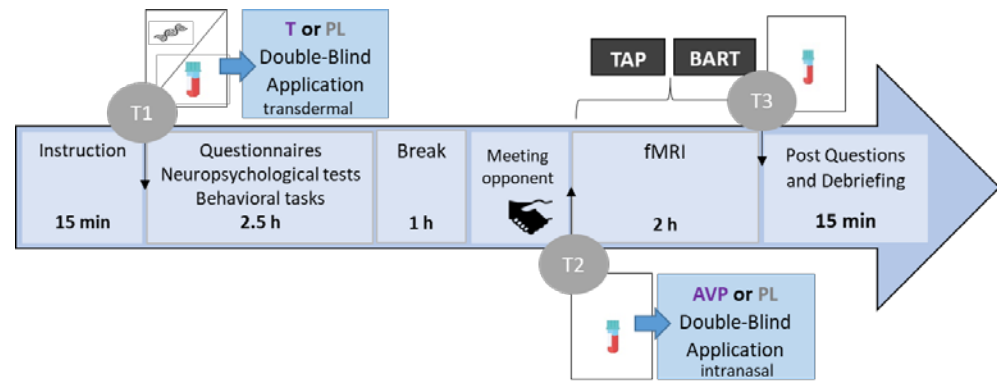 T or PL
Double-Blind
Application
transdermal
TAP
BART
T1
T3
Instruction
15 min
Questionnaires
Neuropsychological tests
Behavioral tasks
2.5 h
Break
1 h
Meeting
opponent
fMRI
2 h
Post Questions
and Debriefing
15 min
T2
AVP or PL
Double-Blind
Application
intranasal